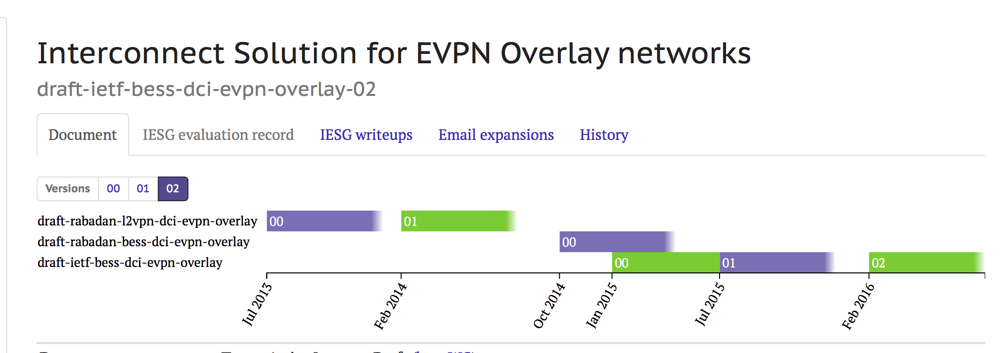 Interconnect Solution for EVPN Overlay networks
draft-ietf-bess-dci-evpn-overlay-02
Document IESG evaluation record IESG writeups Email expansions History
Versions 00 01 02
draft-rabadan-l2vpn-dci-evpn-overlay 00 01
draft-rabadan-bess-dci-evpn-overlay 00
draft-ietf-bess-dci-evpn-overlay 00 01 02
Jul 2013 Feb 2014 Oct 2014 Jan 2015 Jul 2015 Feb 2016